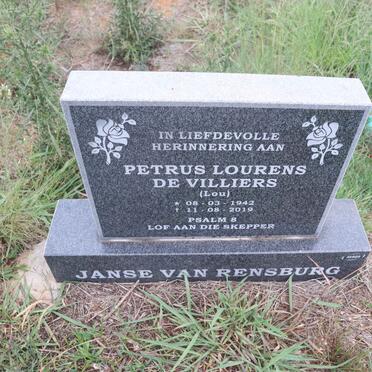 IN LIEFDEVOLLE
HERINNERING AAN
PETRUS LOURENS
DE VILLIERS
(Lou)
* 08 - 03 - 1942
† 11 - 08 - 2019
PSALM 8
LOF AAN DIE SKEPPER
JANSE VAN RENSBURG